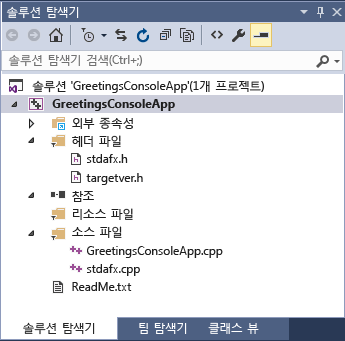 솔루션 탐색기
솔루션 탐색기 검색(Ctrl+;)
솔루션 'GreetingsConsoleApp'(1개 프로젝트)
GreetingsConsoleApp
외부 종속성
헤더 파일
stdafx.h
targetver.h
참조
리소스 파일
소스 파일
GreetingsConsoleApp.cpp
stdafx.cpp
ReadMe.txt
솔루션 탐색기 팀 탐색기 클래스 뷰